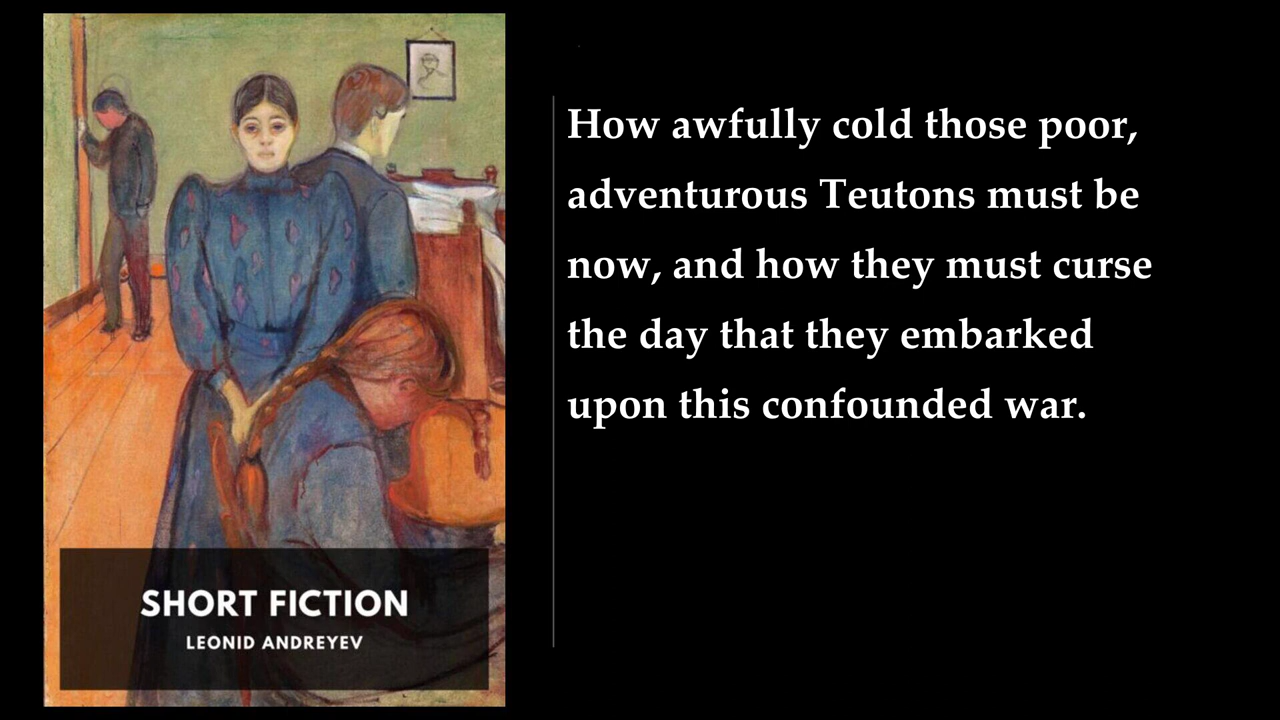 How awfully cold those poor,
adventurous Teutons must be
now, and how they must curse
the day that they embarked
upon this confounded war.
SHORT FICTION
LEONID ANDREYEV